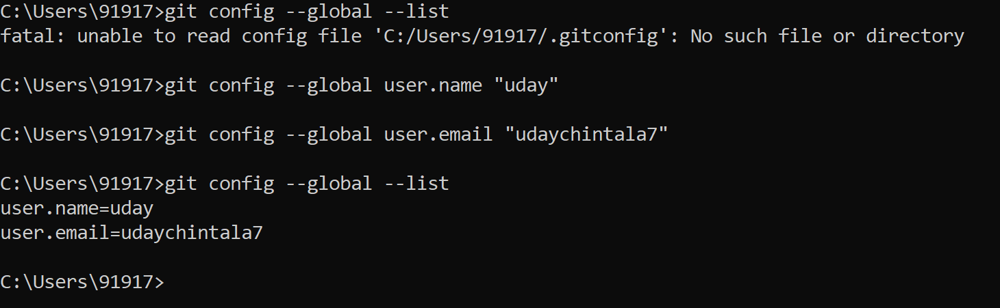 C:\Users\91917>git config --global --list
fatal: unable to read config file 'C:/Users/91917/.gitconfig': No such file or directory
C:\Users\91917>git config --global user.name "uday"
C:\Users\91917>git config --global user.email "udaychintala7"
C:\Users\91917>git config --global --list
user.name=uday
user.email=udaychintala7
C:\Users\91917>